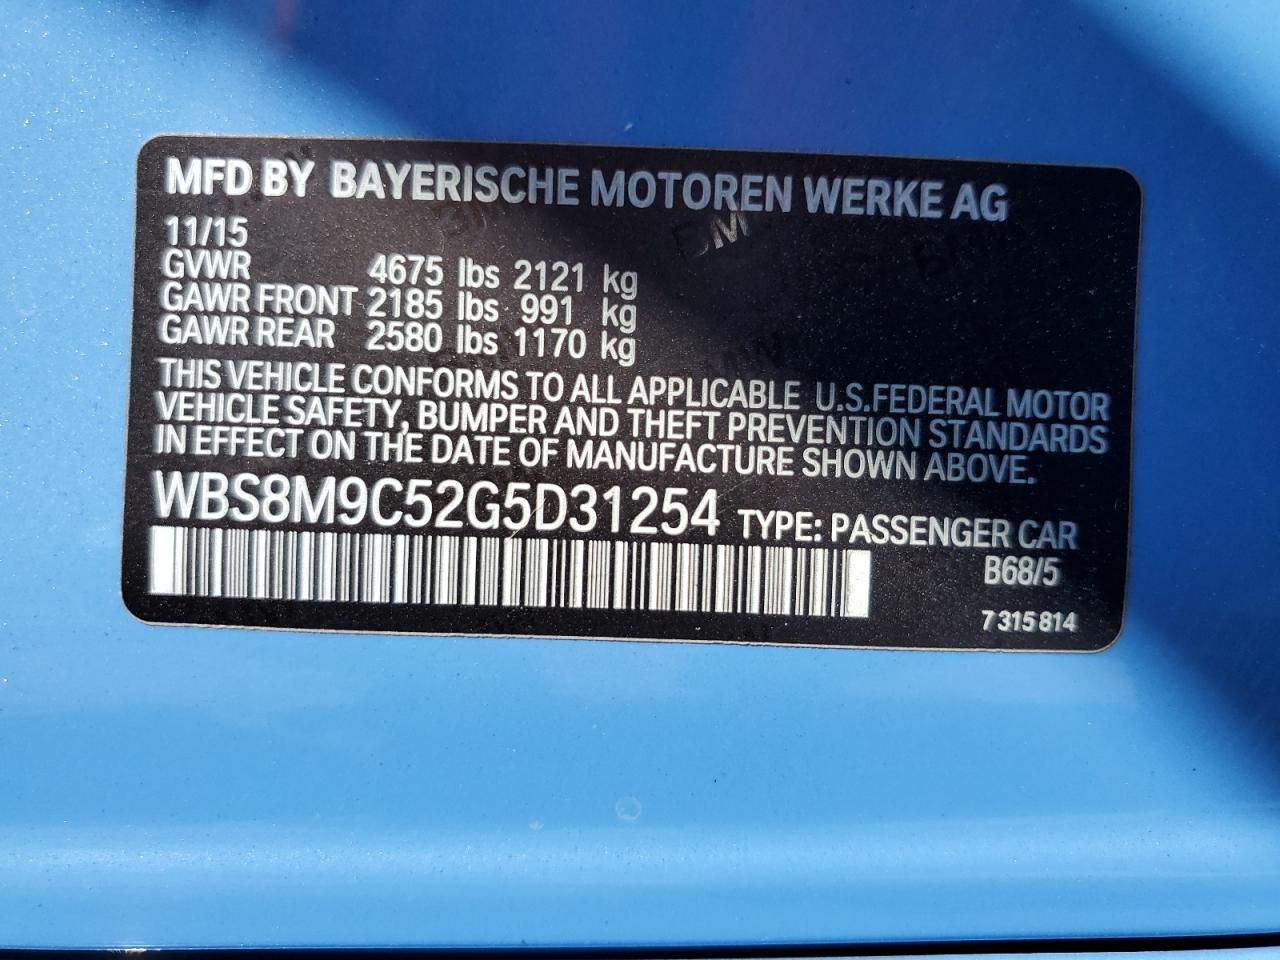 MFD BY BAYERISCHE MOTOREN WERKE AG
11/15
GVWR 4675 lbs 2121 kg
GAWR FRONT 2185 lbs 991 kg
GAWR REAR 2580 lbs 1170 kg
THIS VEHICLE CONFORMS TO ALL APPLICABLE U.S.FEDERAL MOTOR
VEHICLE SAFETY, BUMPER AND THEFT PREVENTION STANDARDS
IN EFFECT ON THE DATE OF MANUFACTURE SHOWN ABOVE.
WBS8M9C52G5D31254 TYPE: PASSENGER CAR
B68/5
7 315 814